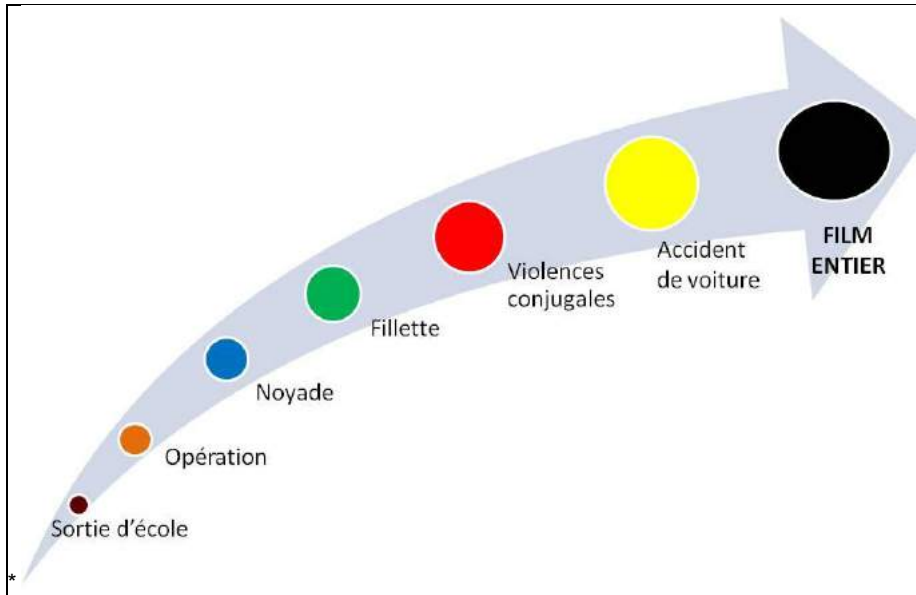 FILM
ENTIER
Accident
de voiture
Violences
conjugales
Fillette
Noyade
Opération
Sortie d'école
*